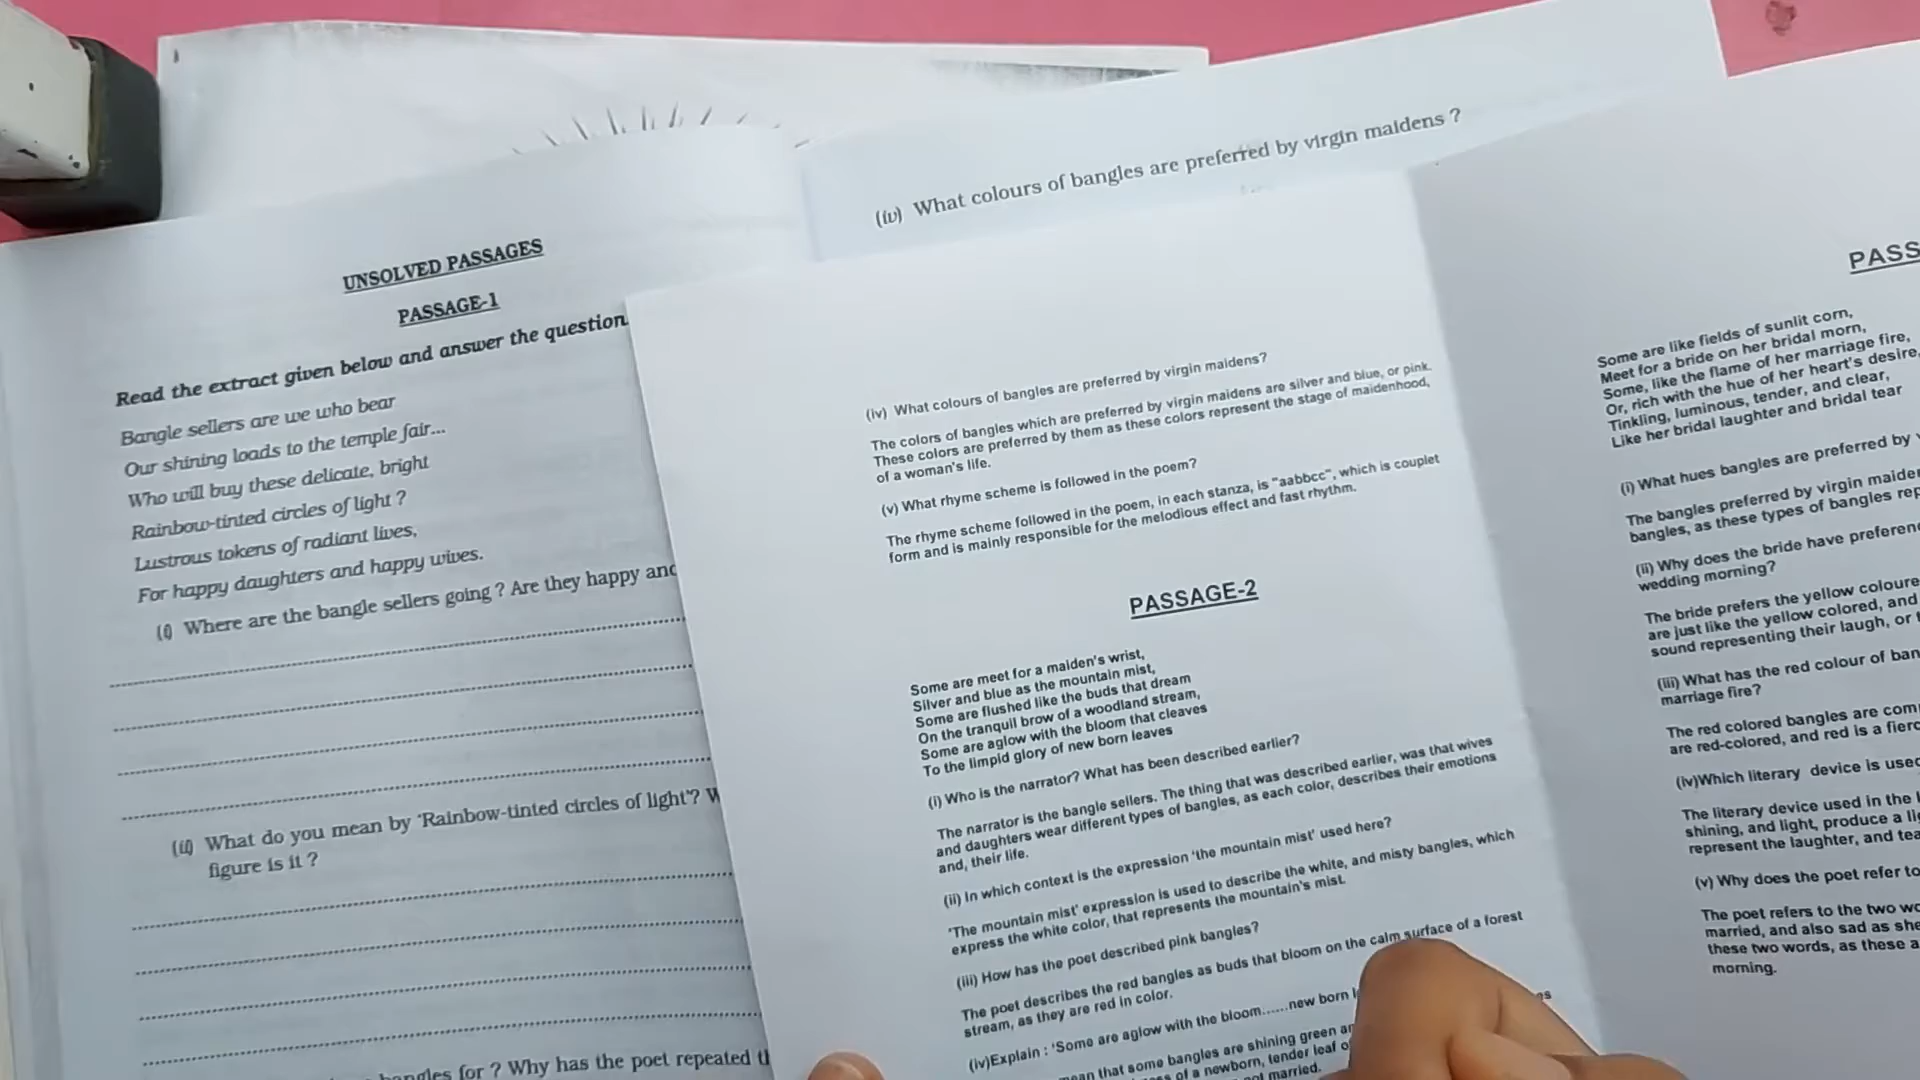 UNSOLVED PASSAGES
PASSAGE-1
Read the extract given below and answer the question
Bangle sellers are we who bear
Our shining loads to the temple fair...
Who will buy these delicate, bright
Rainbow-tinted circles of light ?
Lustrous tokens of radiant lives,
For happy daughters and happy wives.
(i) Where are the bangle sellers going ? Are they happy and
(ii) What do you mean by 'Rainbow-tinted circles of light'?
figure is it ?
bangles for ? Why has the poet repeated
(iv) What colours of bangles are preferred by virgin maidens ?
(iv) What colours of bangles are preferred by virgin maidens?
The colors of bangles which are preferred by virgin maidens are silver and blue, or pink.
These colors are preferred by them as these colors represent the stage of maidenhood,
of a woman's life.
(v) What rhyme scheme is followed in the poem?
The rhyme scheme followed in the poem, in each stanza, is "aabbcc", which is couplet
form and is mainly responsible for the melodious effect and fast rhythm.
PASSAGE-2
Some are meet for a maiden's wrist,
Silver and blue as the mountain mist,
Some are flushed like the buds that dream
On the tranquil brow of a woodland stream,
Some are aglow with the bloom that cleaves
To the limpid glory of new born leaves
(i) Who is the narrator? What has been described earlier?
The narrator is the bangle sellers. The thing that was described earlier, was that wives
and daughters wear different types of bangles, as each color, describes their emotions
and, their life.
(ii) In which context is the expression 'the mountain mist' used here?
'The mountain mist' expression is used to describe the white, and misty bangles, which
express the white color, that represents the mountain's mist.
(iii) How has the poet described pink bangles?
The poet describes the red bangles as buds that bloom on the calm surface of a forest
stream, as they are red in color.
(iv)Explain : 'Some are aglow with the bloom......new born
mean that some bangles are shining green
of a newborn, tender leaf
not married.
PASS
Some are like fields of sunlit corn,
Meet for a bride on her bridal morn,
Some, like the flame of her marriage fire,
Or, rich with the hue of her heart's desire,
Tinkling, luminous, tender, and clear,
Like her bridal laughter and bridal tear
(i) What hues bangles are preferred by
The bangles preferred by virgin
bangles, as these types of bangles
(ii) Why does the bride have
wedding morning?
The bride prefers the yellow
are just like the yellow colored, and
sound representing their laugh, or
(iii) What has the red colour of
marriage fire?
The red colored bangles are
are red-colored, and red is a
(iv)Which literary device is
The literary device used in the
shining, and light, produce a
represent the laughter, and
(v) Why does the poet refer to
The poet refers to the two
married, and also sad as
these two words, as these
morning.